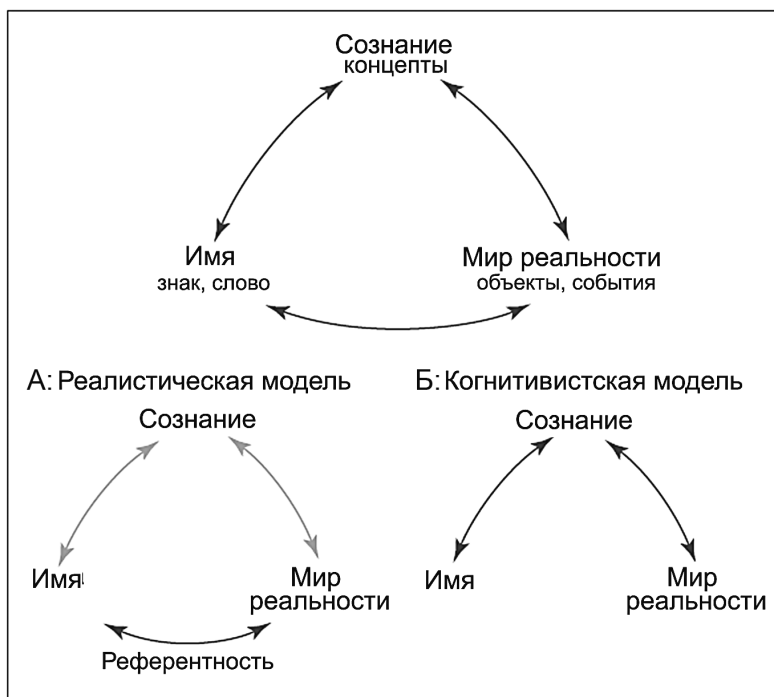 Сознание
концепты
Имя
знак, слово
Мир реальности
объекты, события
А: Реалистическая модель
Сознание
Имя
Мир
реальности
Референтность
Б: Когнитивистская модель
Сознание
Имя
Мир
реальности